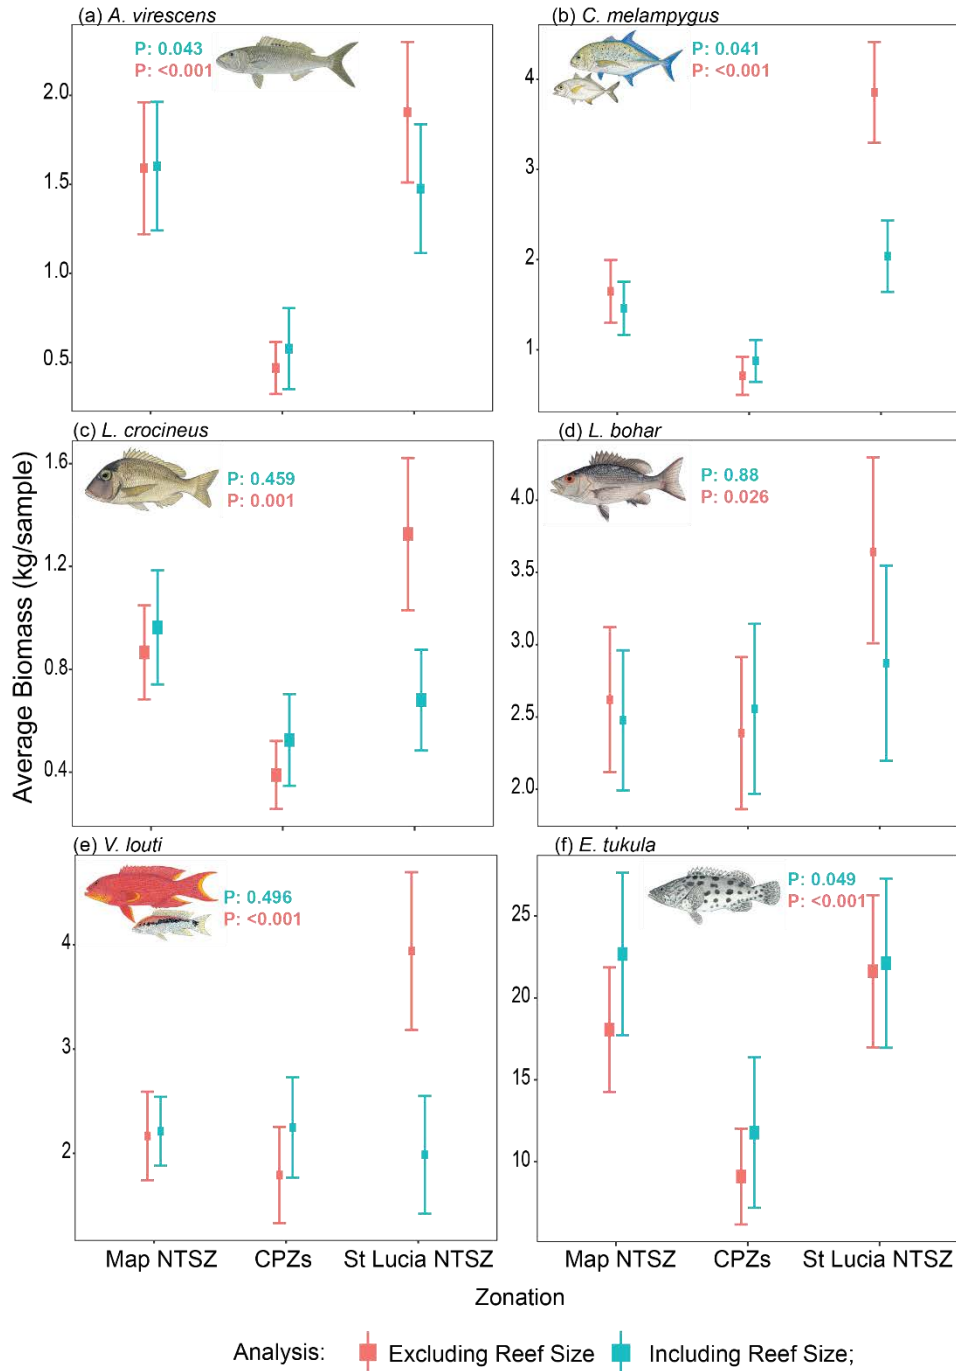 (a) A. virescens
P: 0.043
P: <0.001
2.0
1.5
1.0
0.5
(b) C. melampygus
P: 0.041
P: <0.001
4
3
2
1
(c) L. crocineus
P: 0.459
P: 0.001
1.6
1.2
0.8
0.4
(d) L. bohar
P: 0.88
P: 0.026
4.0
3.5
3.0
2.5
2.0
Average Biomass (kg/sample)
(e) V. louti
P: 0.496
P: <0.001
4
3
2
(f) E. tukula
P: 0.049
P: <0.001
25
20
15
10
Map NTSZ CPZs St Lucia NTSZ
Map NTSZ CPZs St Lucia NTSZ
Zonation
Analysis: Excluding Reef Size Including Reef Size;